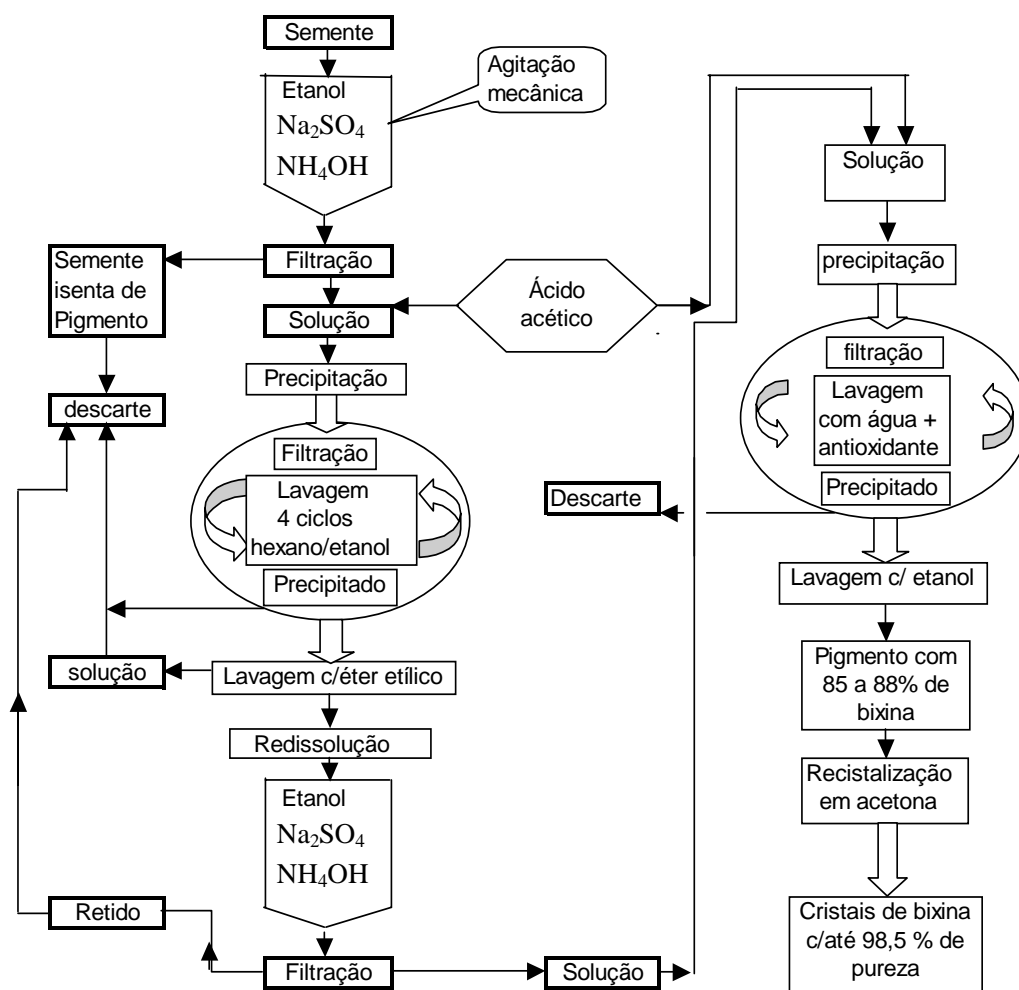 Semente
Etanol
Na2SO4
NH4OH
Agitação
mecânica
Filtração
Semente
isenta de
Pigmento
Solução
Ácido
acético
Precipitação
descarte
Filtração
Lavagem
4 ciclos
hexano/etanol
Precipitado
solução
Lavagem c/éter etílico
Redissolução
Etanol
Na2SO4
NH4OH
Retido
Filtração
Solução
Solução
precipitação
filtração
Lavagem
com água +
antioxidante
Precipitado
Descarte
Lavagem c/ etanol
Pigmento com
85 a 88% de
bixina
Recistalização
em acetona
Cristais de bixina
c/até 98,5 % de
pureza